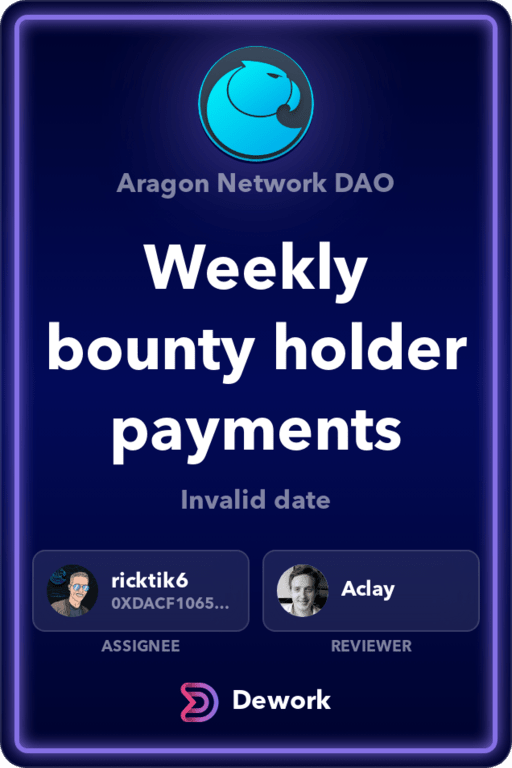 Aragon Network DAO
Weekly
bounty holder
payments
Invalid date
ricktik6
0XDACF1065...
Aclay
ASSIGNEE
REVIEWER
Dework